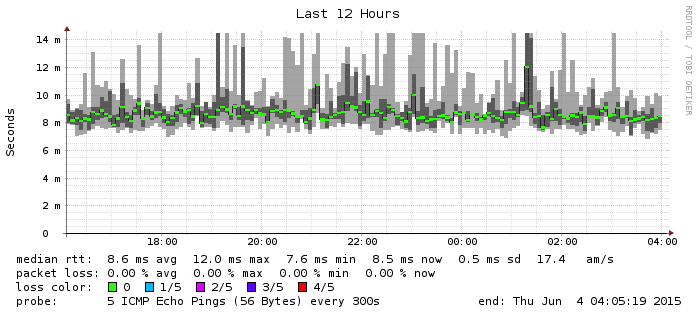 Last 12 Hours
RRDTOOL / TOBI OETIKER
Seconds
14 m
12 m
10 m
8 m
6 m
4 m
2 m
0
18:00 20:00 22:00 00:00 02:00 04:00
median rtt: 8.6 ms avg 12.0 ms max 7.6 ms min 8.5 ms now 0.5 ms sd 17.4 am/s
packet loss: 0.00 % avg 0.00 % max 0.00 % min 0.00 % now
loss color: 0 1/5 2/5 3/5 4/5
probe: 5 ICMP Echo Pings (56 Bytes) every 300s end: Thu Jun 4 04:05:19 2015